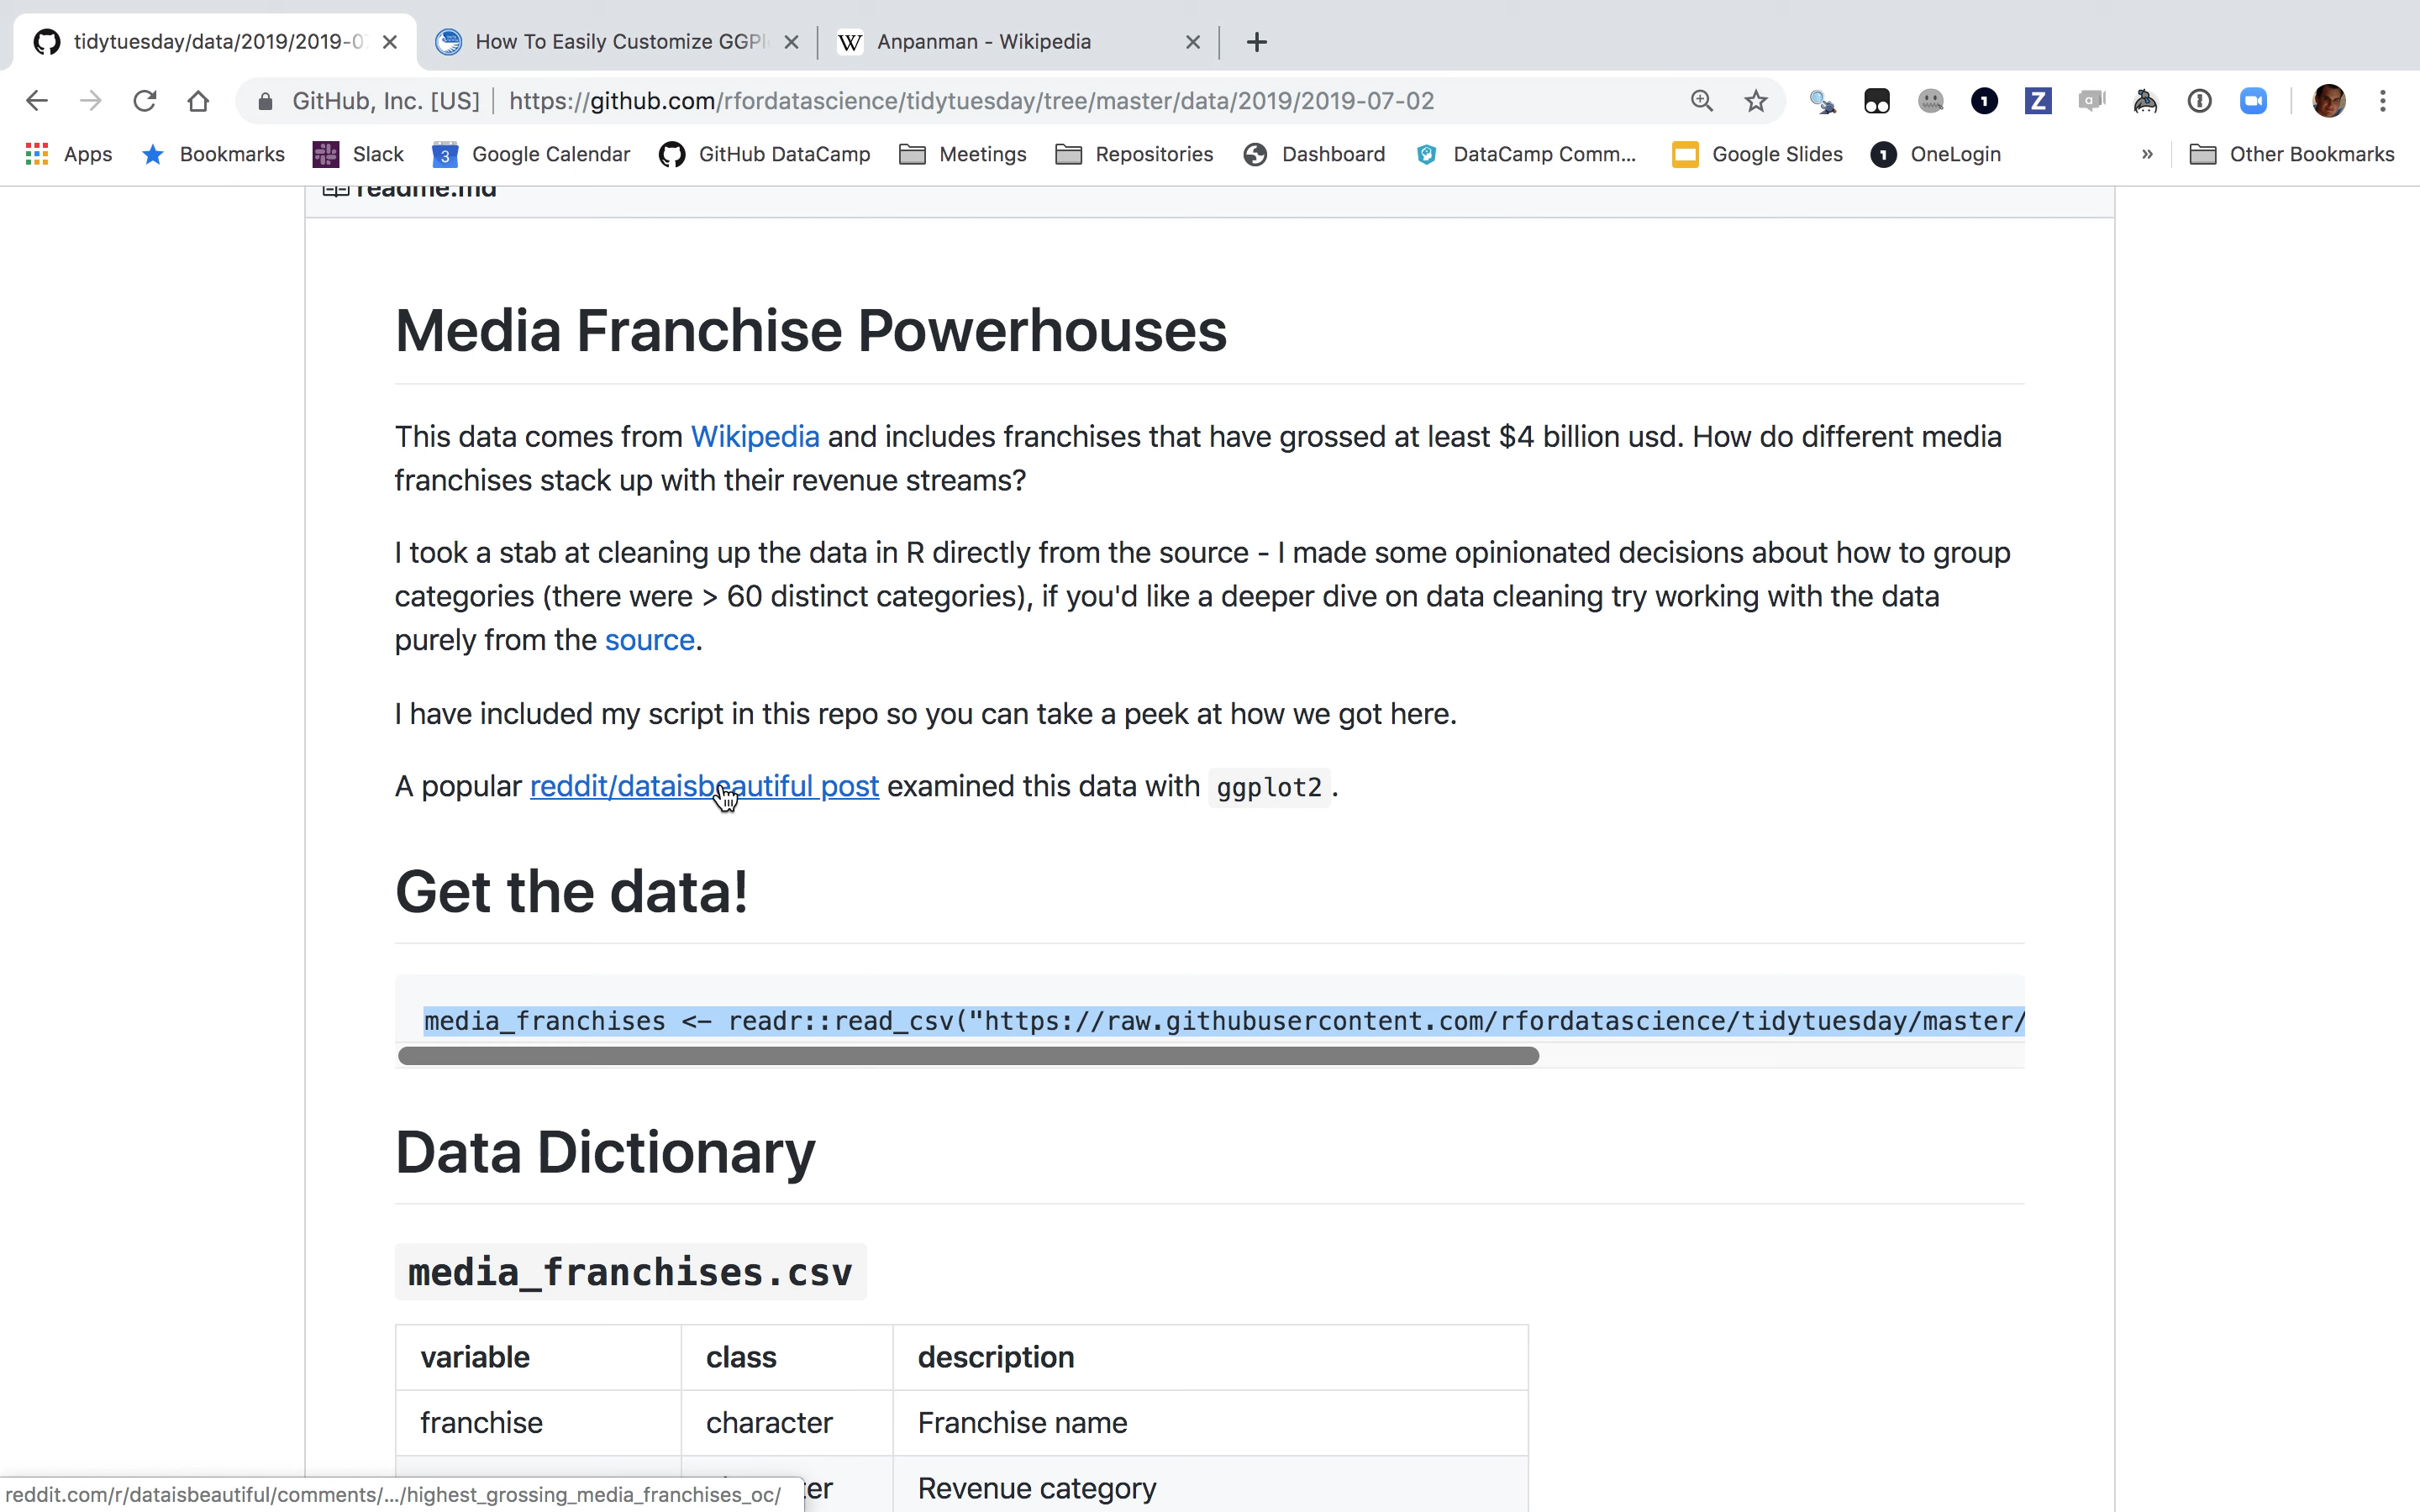 tidytuesday/data/2019/2019-0
How To Easily Customize GGPl
W Anpanman - Wikipedia
GitHub, Inc. [US] https://github.com/rfordatascience/tidytuesday/tree/master/data/2019/2019-07-02
Apps Bookmarks Slack 3 Google Calendar GitHub DataCamp Meetings Repositories Dashboard DataCamp Comm... Google Slides 1 OneLogin » Other Bookmarks
readme.md
Media Franchise Powerhouses
This data comes from Wikipedia and includes franchises that have grossed at least $4 billion usd. How do different media
franchises stack up with their revenue streams?
I took a stab at cleaning up the data in R directly from the source - I made some opinionated decisions about how to group
categories (there were > 60 distinct categories), if you'd like a deeper dive on data cleaning try working with the data
purely from the source.
I have included my script in this repo so you can take a peek at how we got here.
A popular reddit/dataisbeautiful post examined this data with ggplot2 .
Get the data!
media_franchises <- readr::read_csv("https://raw.githubusercontent.com/rfordatascience/tidytuesday/master/
Data Dictionary
media_franchises.csv
variable class description
franchise character Franchise name
ter Revenue category
reddit.com/r/dataisbeautiful/comments/.../highest_grossing_media_franchises_oc/